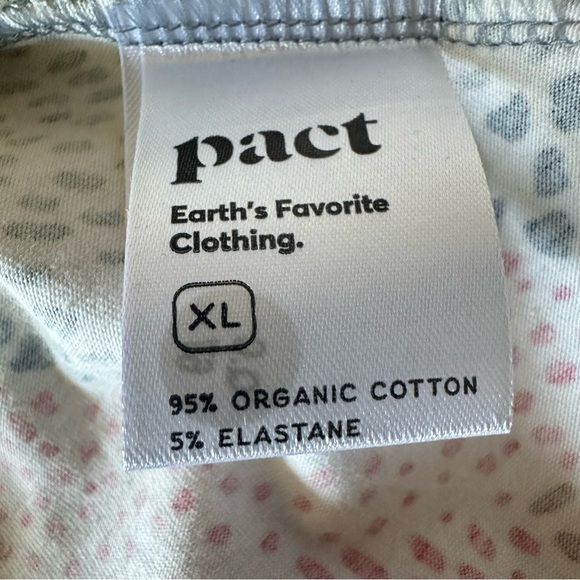 pact
Earth's Favorite
Clothing.
XL
95% ORGANIC COTTON
5% ELASTANE